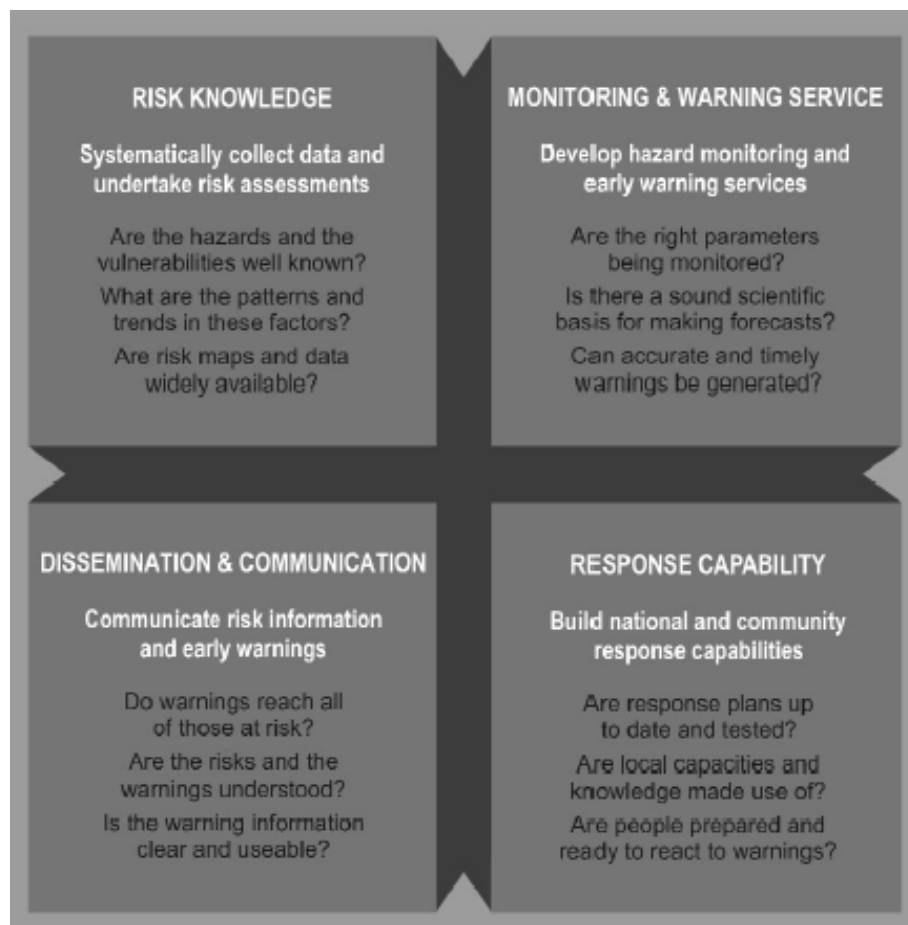 RISK KNOWLEDGE
Systematically collect data and
undertake risk assessments
Are the hazards and the
vulnerabilities well known?
What are the patterns and
trends in these factors?
Are risk maps and data
widely available?
MONITORING & WARNING SERVICE
Develop hazard monitoring and
early warning services
Are the right parameters
being monitored?
Is there a sound scientific
basis for making forecasts?
Can accurate and timely
warnings be generated?
DISSEMINATION & COMMUNICATION
Communicate risk information
and early warnings
Do warnings reach all
of those at risk?
Are the risks and the
warnings understood?
Is the warning information
clear and useable?
RESPONSE CAPABILITY
Build national and community
response capabilities
Are response plans up
to date and tested?
Are local capacities and
knowledge made use of?
Are people prepared and
ready to react to warnings?